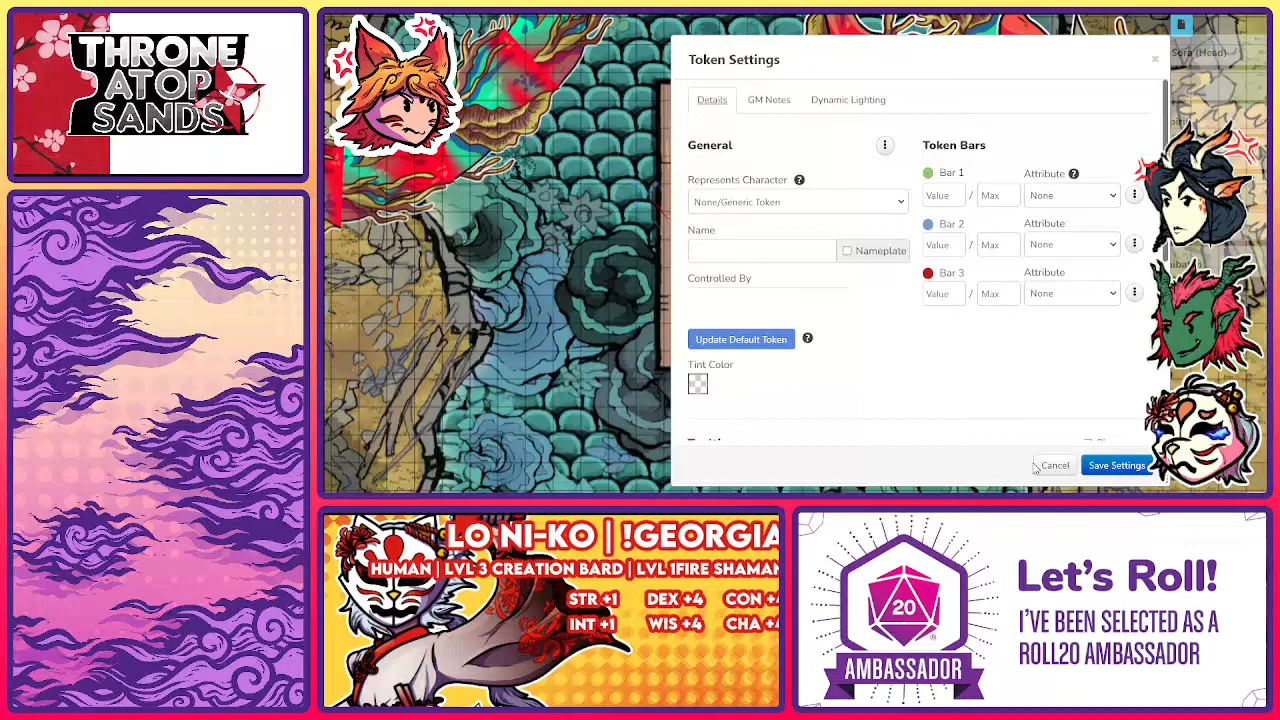 THRONE
ATOP
SANDS
Token Settings
Details GM Notes Dynamic Lighting
General
Represents Character
None/Generic Token
Name
Nameplate
Controlled By
Update Default Token
Tint Color
Token Bars
Bar 1 Attribute
Value / Max None
Bar 2 Attribute
Value / Max None
Bar 3 Attribute
Value / Max None
Cancel Save Settings
Sora (Head)
LO NI-KO | !GEORGIA
HUMAN | LVL 3 CREATION BARD | LVL 1FIRE SHAMAN
STR +1 DEX +4 CON +4
INT +1 WIS +4 CHA +4
20
AMBASSADOR
Let's Roll!
I'VE BEEN SELECTED AS A
ROLL20 AMBASSADOR